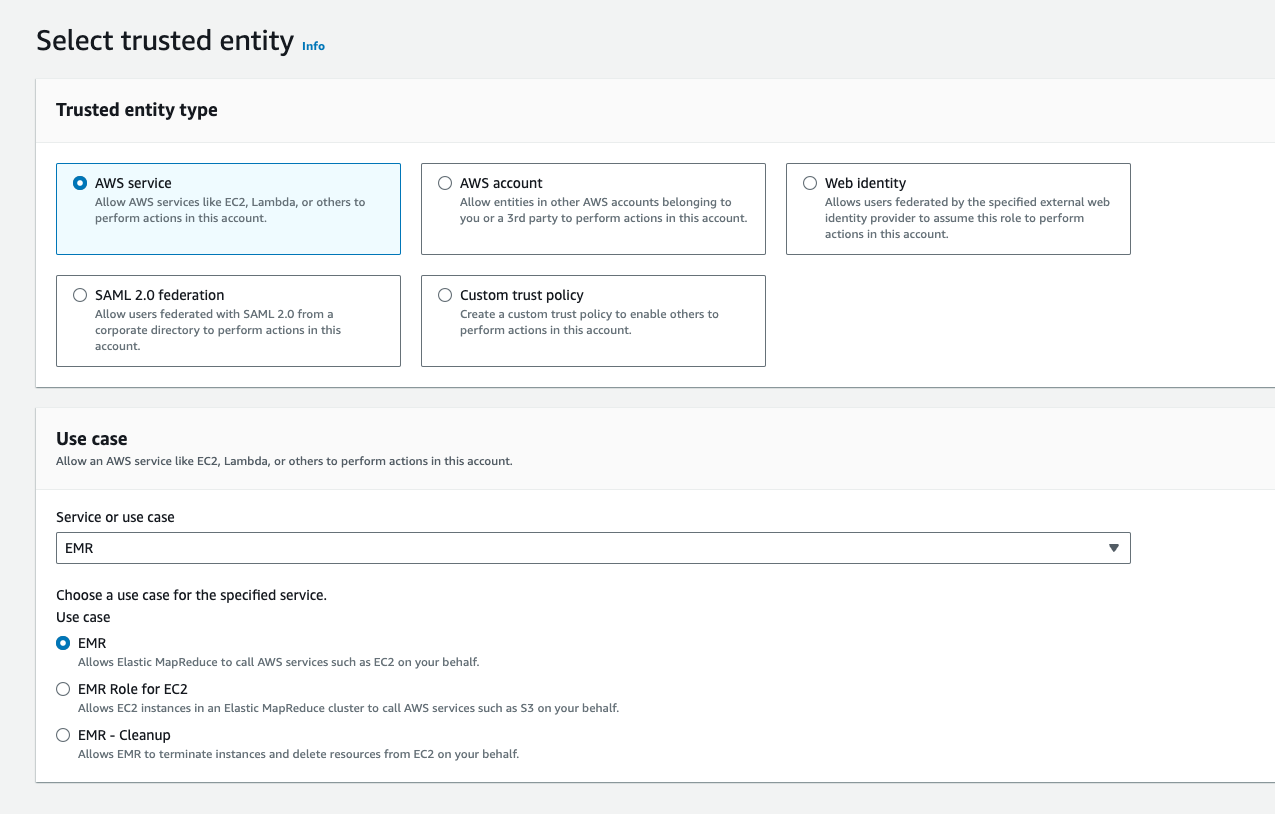 Select trusted entity Info
Trusted entity type
AWS service
Allow AWS services like EC2, Lambda, or others to
perform actions in this account.
AWS account
Allow entities in other AWS accounts belonging to
you or a 3rd party to perform actions in this account.
Web identity
Allows users federated by the specified external web
identity provider to assume this role to perform
actions in this account.
SAML 2.0 federation
Allow users federated with SAML 2.0 from a
corporate directory to perform actions in this
account.
Custom trust policy
Create a custom trust policy to enable others to
perform actions in this account.
Use case
Allow an AWS service like EC2, Lambda, or others to perform actions in this account.
Service or use case
EMR
Choose a use case for the specified service.
Use case
EMR
Allows Elastic MapReduce to call AWS services such as EC2 on your behalf.
EMR Role for EC2
Allows EC2 instances in an Elastic MapReduce cluster to call AWS services such as S3 on your behalf.
EMR - Cleanup
Allows EMR to terminate instances and delete resources from EC2 on your behalf.